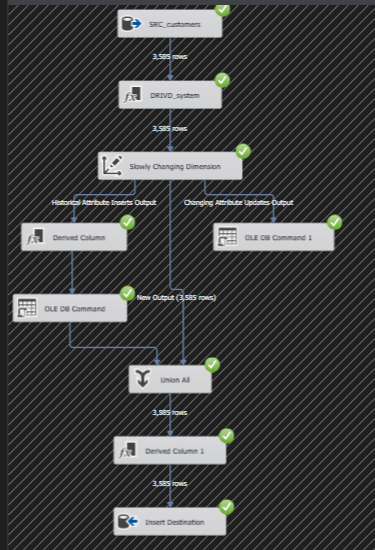 SRC_customers
3,585 rows
DRIVD_system
3,585 rows
Slowly Changing Dimension
Historical Attribute Inserts Output
Changing Attribute Updates Output
Derived Column
OLE DB Command 1
New Output (3,585 rows)
OLE DB Command
Union All
3,585 rows
Derived Column 1
3,585 rows
Insert Destination